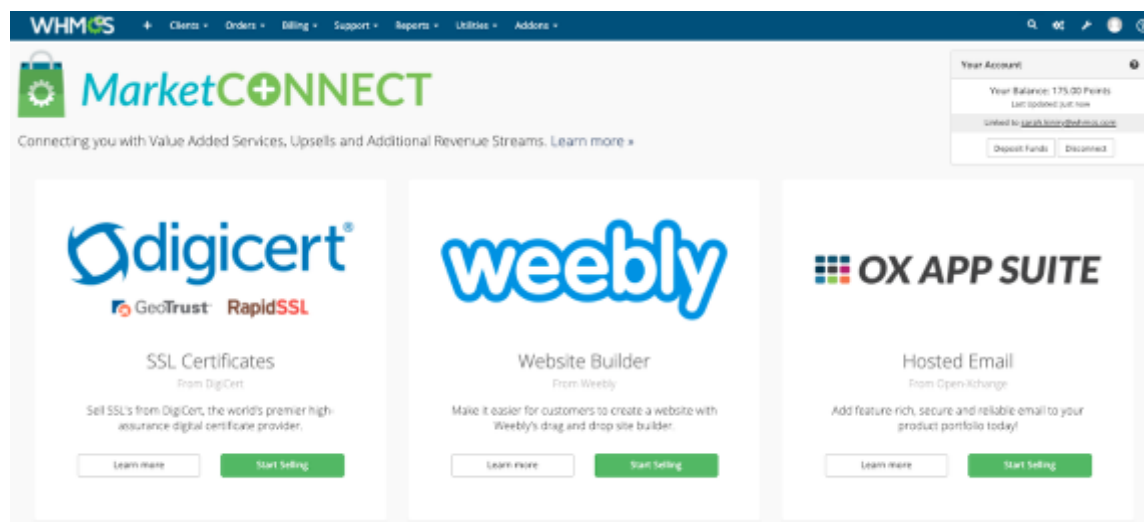 WHMCS + Clients Orders Billing Support Reports Utilities Addons
MarketCONNECT
Connecting you with Value Added Services, Upsells and Additional Revenue Streams. Learn more »
Your Account
Your Balance: 175.00 Points
Last Updated Just now
Linked to
Deposit Funds Disconnect
digicert®
GeoTrust RapidSSL
SSL Certificates
From DigiCert
Sell SSL's from DigiCert, the world's premier high-
assurance digital certificate provider.
Learn more Start Selling
weebly
Website Builder
From Weebly
Make it easier for customers to create a website with
Weebly's drag and drop site builder.
Learn more Start Selling
OX APP SUITE
Hosted Email
From Open-Xchange
Add feature-rich, secure and reliable email to your
product portfolio today!
Learn more Start Selling